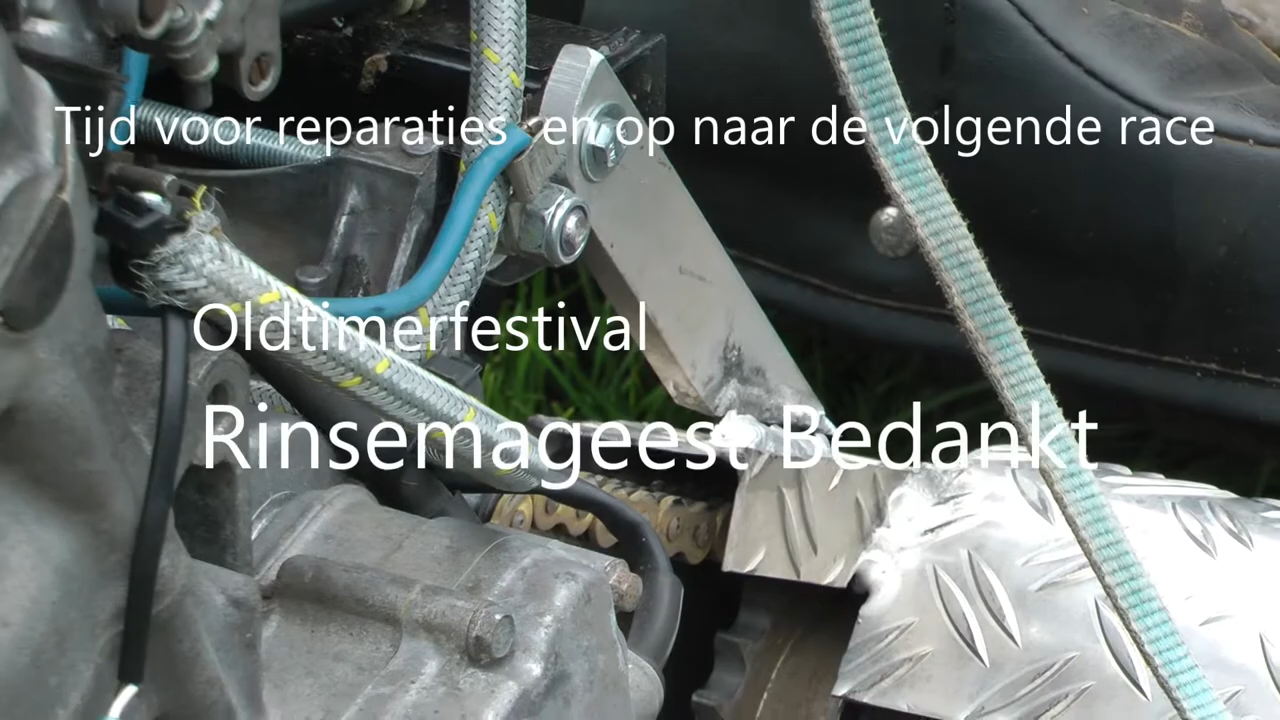 Tijd voor reparaties en op naar de volgende race
Oldtimerfestival
Rinsemageest Bedankt